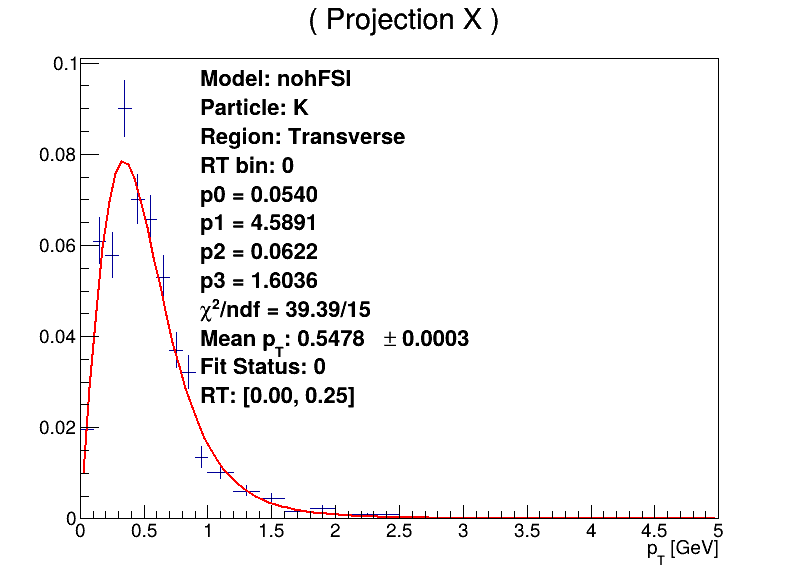 ( Projection X )
0.1
0.08
0.06
0.04
0.02
0
Model: nohFSI
Particle: K
Region: Transverse
RT bin: 0
p0 = 0.0540
p1 = 4.5891
p2 = 0.0622
p3 = 1.6036
χ²/ndf = 39.39/15
Mean p_T: 0.5478 ± 0.0003
Fit Status: 0
RT: [0.00, 0.25]
0 0.5 1 1.5 2 2.5 3 3.5 4 4.5 5
p_T [GeV]